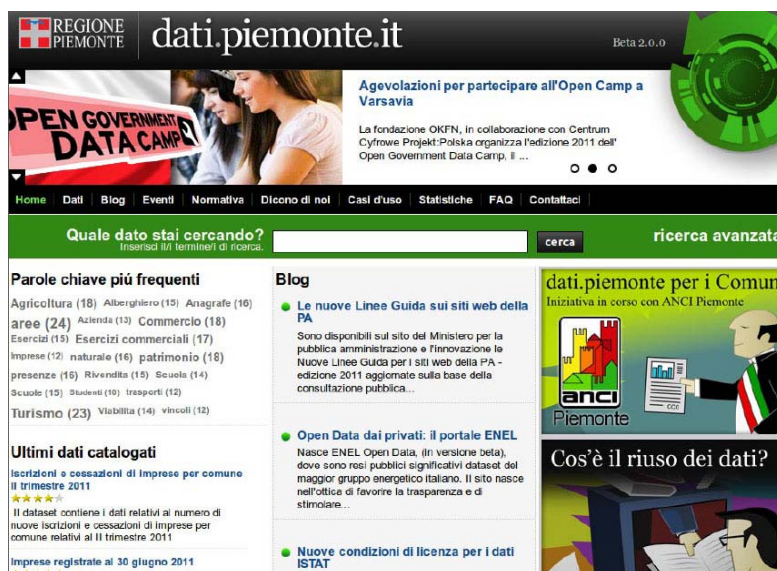 REGIONE
PIEMONTE
dati.piemonte.it
Beta 2.0.0
OPEN GOVERNMENT
DATA CAMP
Agevolazioni per partecipare all'Open Camp a
Varsavia
La fondazione OKFN, in collaborazione con Centrum
Cyfrowe Projekt:Polska organizza l'edizione 2011 dell'
Open Government Data Camp, il ...
Home Dati Blog Eventi Normativa Dicono di noi Casi d'uso Statistiche FAQ Contattaci
Quale dato stai cercando?
Inserisci il/i termine/i di ricerca.
cerca
ricerca avanzata
Parole chiave piú frequenti
Agricoltura (18) Alberghiero (15) Anagrafe (16)
aree (24) Azienda (13) Commercio (18)
Esercizi (15) Esercizi commerciali (17)
Imprese (12) naturale (16) patrimonio (18)
presenze (16) Rivendita (15) Scuola (14)
Scuole (15) Studenti (10) trasporti (12)
Turismo (23) Viabilita (14) vincoli (12)
Ultimi dati catalogati
Iscrizioni e cessazioni di imprese per comune
II trimestre 2011
Il dataset contiene i dati relativi al numero di
nuove iscrizioni e cessazioni di imprese per
comune relativi al II trimestre 2011
Imprese registrate al 30 giugno 2011
Blog
Le nuove Linee Guida sui siti web della
PA
Sono disponibili sul sito del Ministero per la
pubblica amministrazione e l'innovazione le
Nuove Linee Guida per i siti web della PA -
edizione 2011 aggiornate sulla base della
consultazione pubblica...
Open Data dai privati: il portale ENEL
Nasce ENEL Open Data, (in versione beta),
dove sono resi pubblici significativi dataset del
maggior gruppo energetico italiano. Il sito nasce
nell'ottica di favorire la trasparenza e di
stimolare...
Nuove condizioni di licenza per i dati
ISTAT
dati.piemonte per i Comun
Iniziativa in corso con ANCI Piemonte
anci
Piemonte
Cos'è il riuso dei dati?